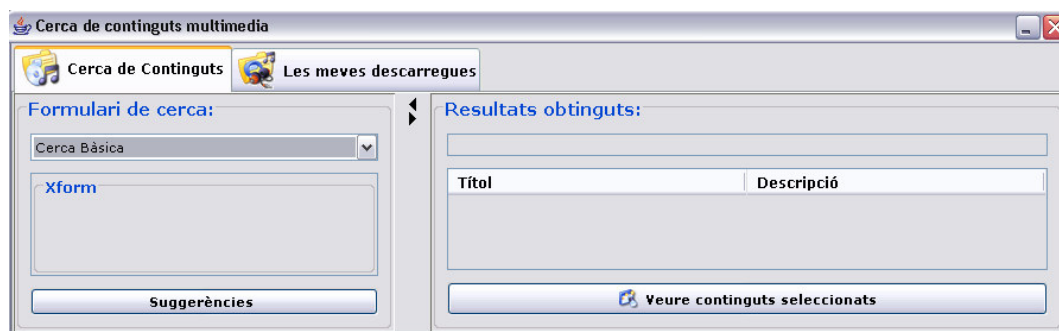 Cerca de continguts multimedia
Cerca de Continguts
Les meves descarregues
Formulari de cerca:
Cerca Bàsica
Xform
Suggerències
Resultats obtinguts:
Títol
Descripció
Veure continguts seleccionats